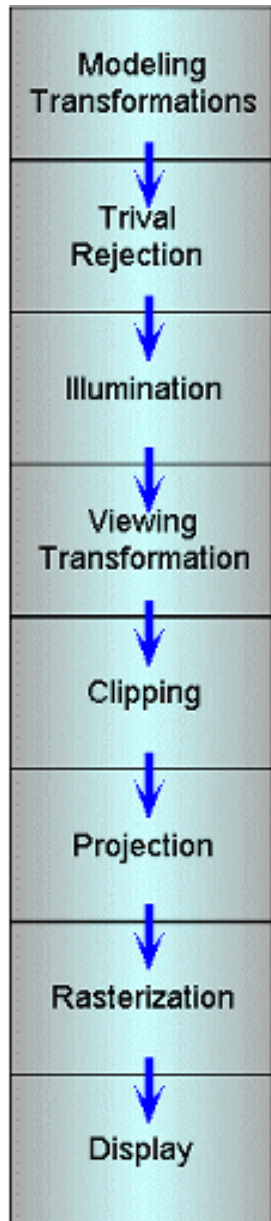 Modeling
Transformations
Trival
Rejection
Illumination
Viewing
Transformation
Clipping
Projection
Rasterization
Display